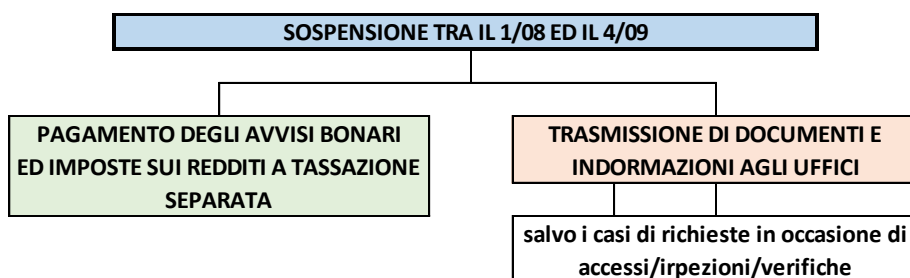 SOSPENSIONE TRA IL 1/08 ED IL 4/09
PAGAMENTO DEGLI AVVISI BONARI
ED IMPOSTE SUI REDDITI A TASSAZIONE
SEPARATA
TRASMISSIONE DI DOCUMENTI E
INDORMAZIONI AGLI UFFICI
salvo i casi di richieste in occasione di
accessi/irpezioni/verifiche